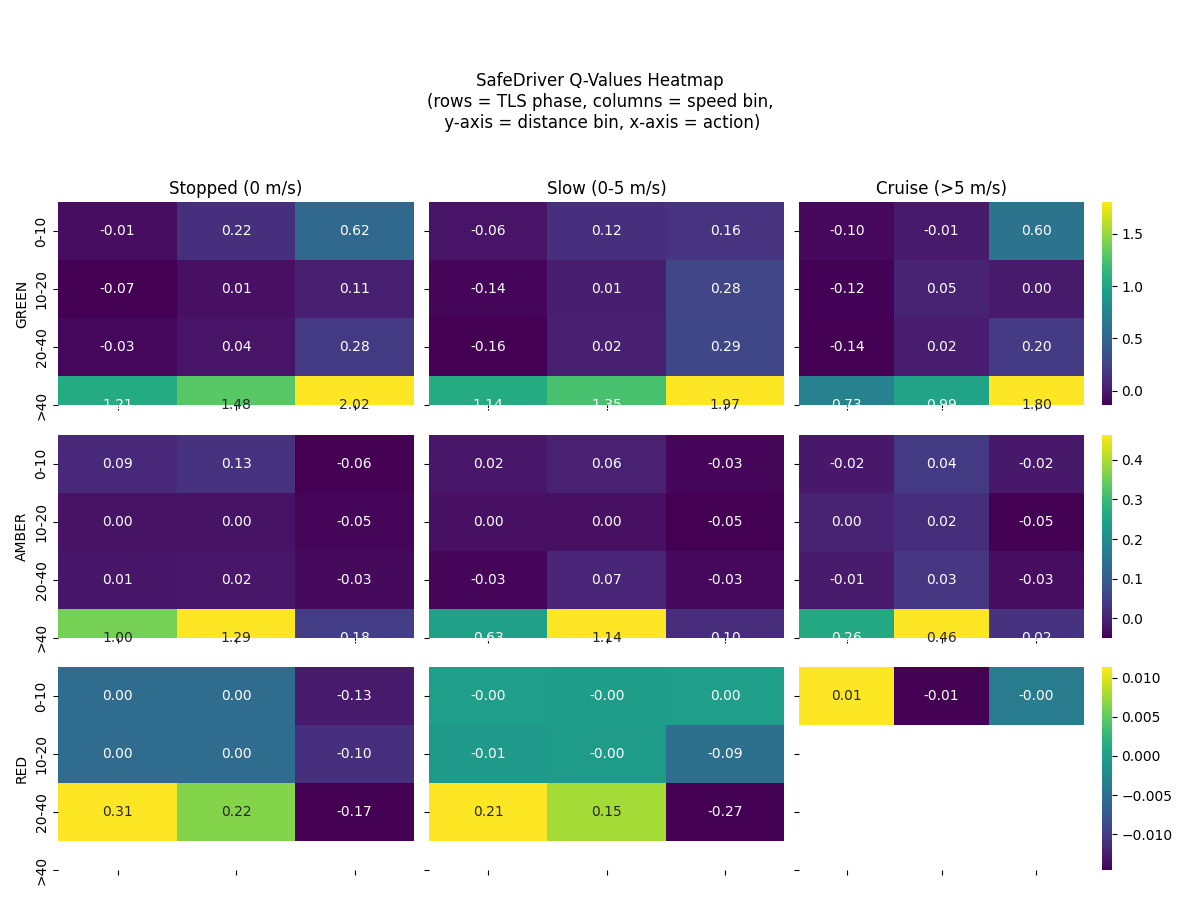 SafeDriver Q-Values Heatmap
(rows = TLS phase, columns = speed bin,
y-axis = distance bin, x-axis = action)
Stopped (0 m/s) Slow (0-5 m/s) Cruise (>5 m/s)
GREEN
0-10 -0.01 0.22 0.62 -0.06 0.12 0.16 -0.10 -0.01 0.60
10-20 -0.07 0.01 0.11 -0.14 0.01 0.28 -0.12 0.05 0.00
20-40 -0.03 0.04 0.28 -0.16 0.02 0.29 -0.14 0.02 0.20
>40 1.21 1.48 2.02 1.14 1.35 1.97 0.73 0.99 1.80
1.5
1.0
0.5
0.0
AMBER
0-10 0.09 0.13 -0.06 0.02 0.06 -0.03 -0.02 0.04 -0.02
10-20 0.00 0.00 -0.05 0.00 0.00 -0.05 0.00 0.02 -0.05
20-40 0.01 0.02 -0.03 -0.03 0.07 -0.03 -0.01 0.03 -0.03
>40 1.00 1.29 0.18 0.63 1.14 0.10 0.26 0.46 0.02
0.4
0.3
0.2
0.1
0.0
RED
0-10 0.00 0.00 -0.13 -0.00 -0.00 0.00 0.01 -0.01 -0.00
10-20 0.00 0.00 -0.10 -0.01 -0.00 -0.09
20-40 0.31 0.22 -0.17 0.21 0.15 -0.27
>40
0.010
0.005
0.000
−0.005
−0.010